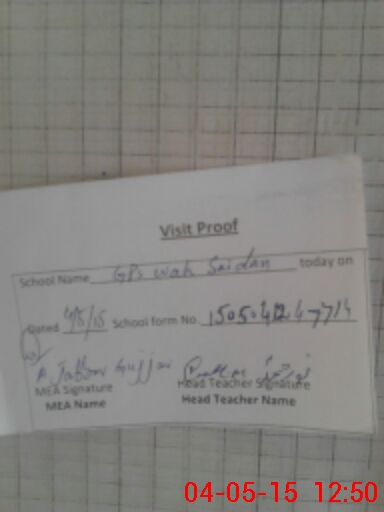 Visit Proof
School Name GPS wah Saidan today on
Dated 4/5/15 School form No.
A. Jabbar Gujjar
MEA Signature Head Teacher Signature
MEA Name Head Teacher Name
04-05-15 12:50